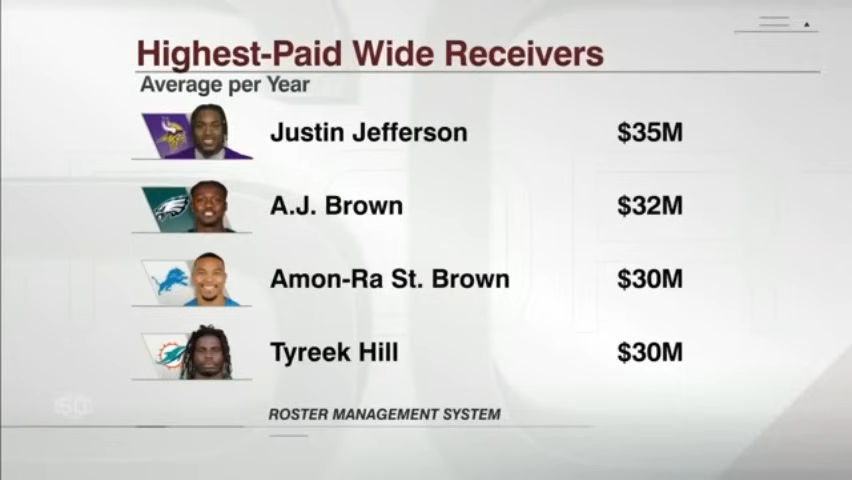 Highest-Paid Wide Receivers
Average per Year
Justin Jefferson $35M
A.J. Brown $32M
Amon-Ra St. Brown $30M
Tyreek Hill $30M
ROSTER MANAGEMENT SYSTEM